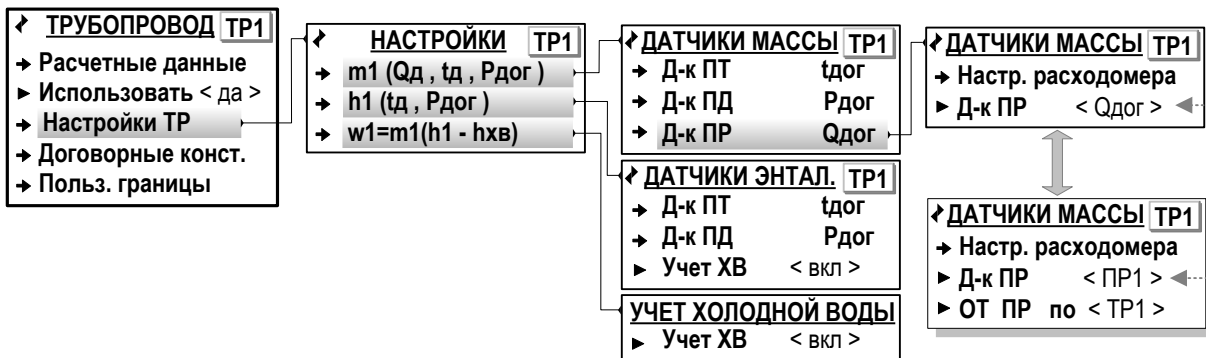 ТРУБОПРОВОД ТР1
Расчетные данные
Использовать < да >
Настройки ТР
Договорные конст.
Польз. границы
НАСТРОЙКИ ТР1
m1 (Qд , tд , Рдог )
h1 (tд , Рдог )
w1=m1(h1 - hхв)
ДАТЧИКИ МАССЫ ТР1
Д-к ПТ tдог
Д-к ПД Рдог
Д-к ПР Qдог
ДАТЧИКИ ЭНТАЛ. ТР1
Д-к ПТ tдог
Д-к ПД Рдог
Учет ХВ < вкл >
УЧЕТ ХОЛОДНОЙ ВОДЫ
Учет ХВ < вкл >
ДАТЧИКИ МАССЫ ТР1
Настр. расходомера
Д-к ПР < Qдог >
ДАТЧИКИ МАССЫ ТР1
Настр. расходомера
Д-к ПР < ПР1 >
ОТ ПР по < ТР1 >